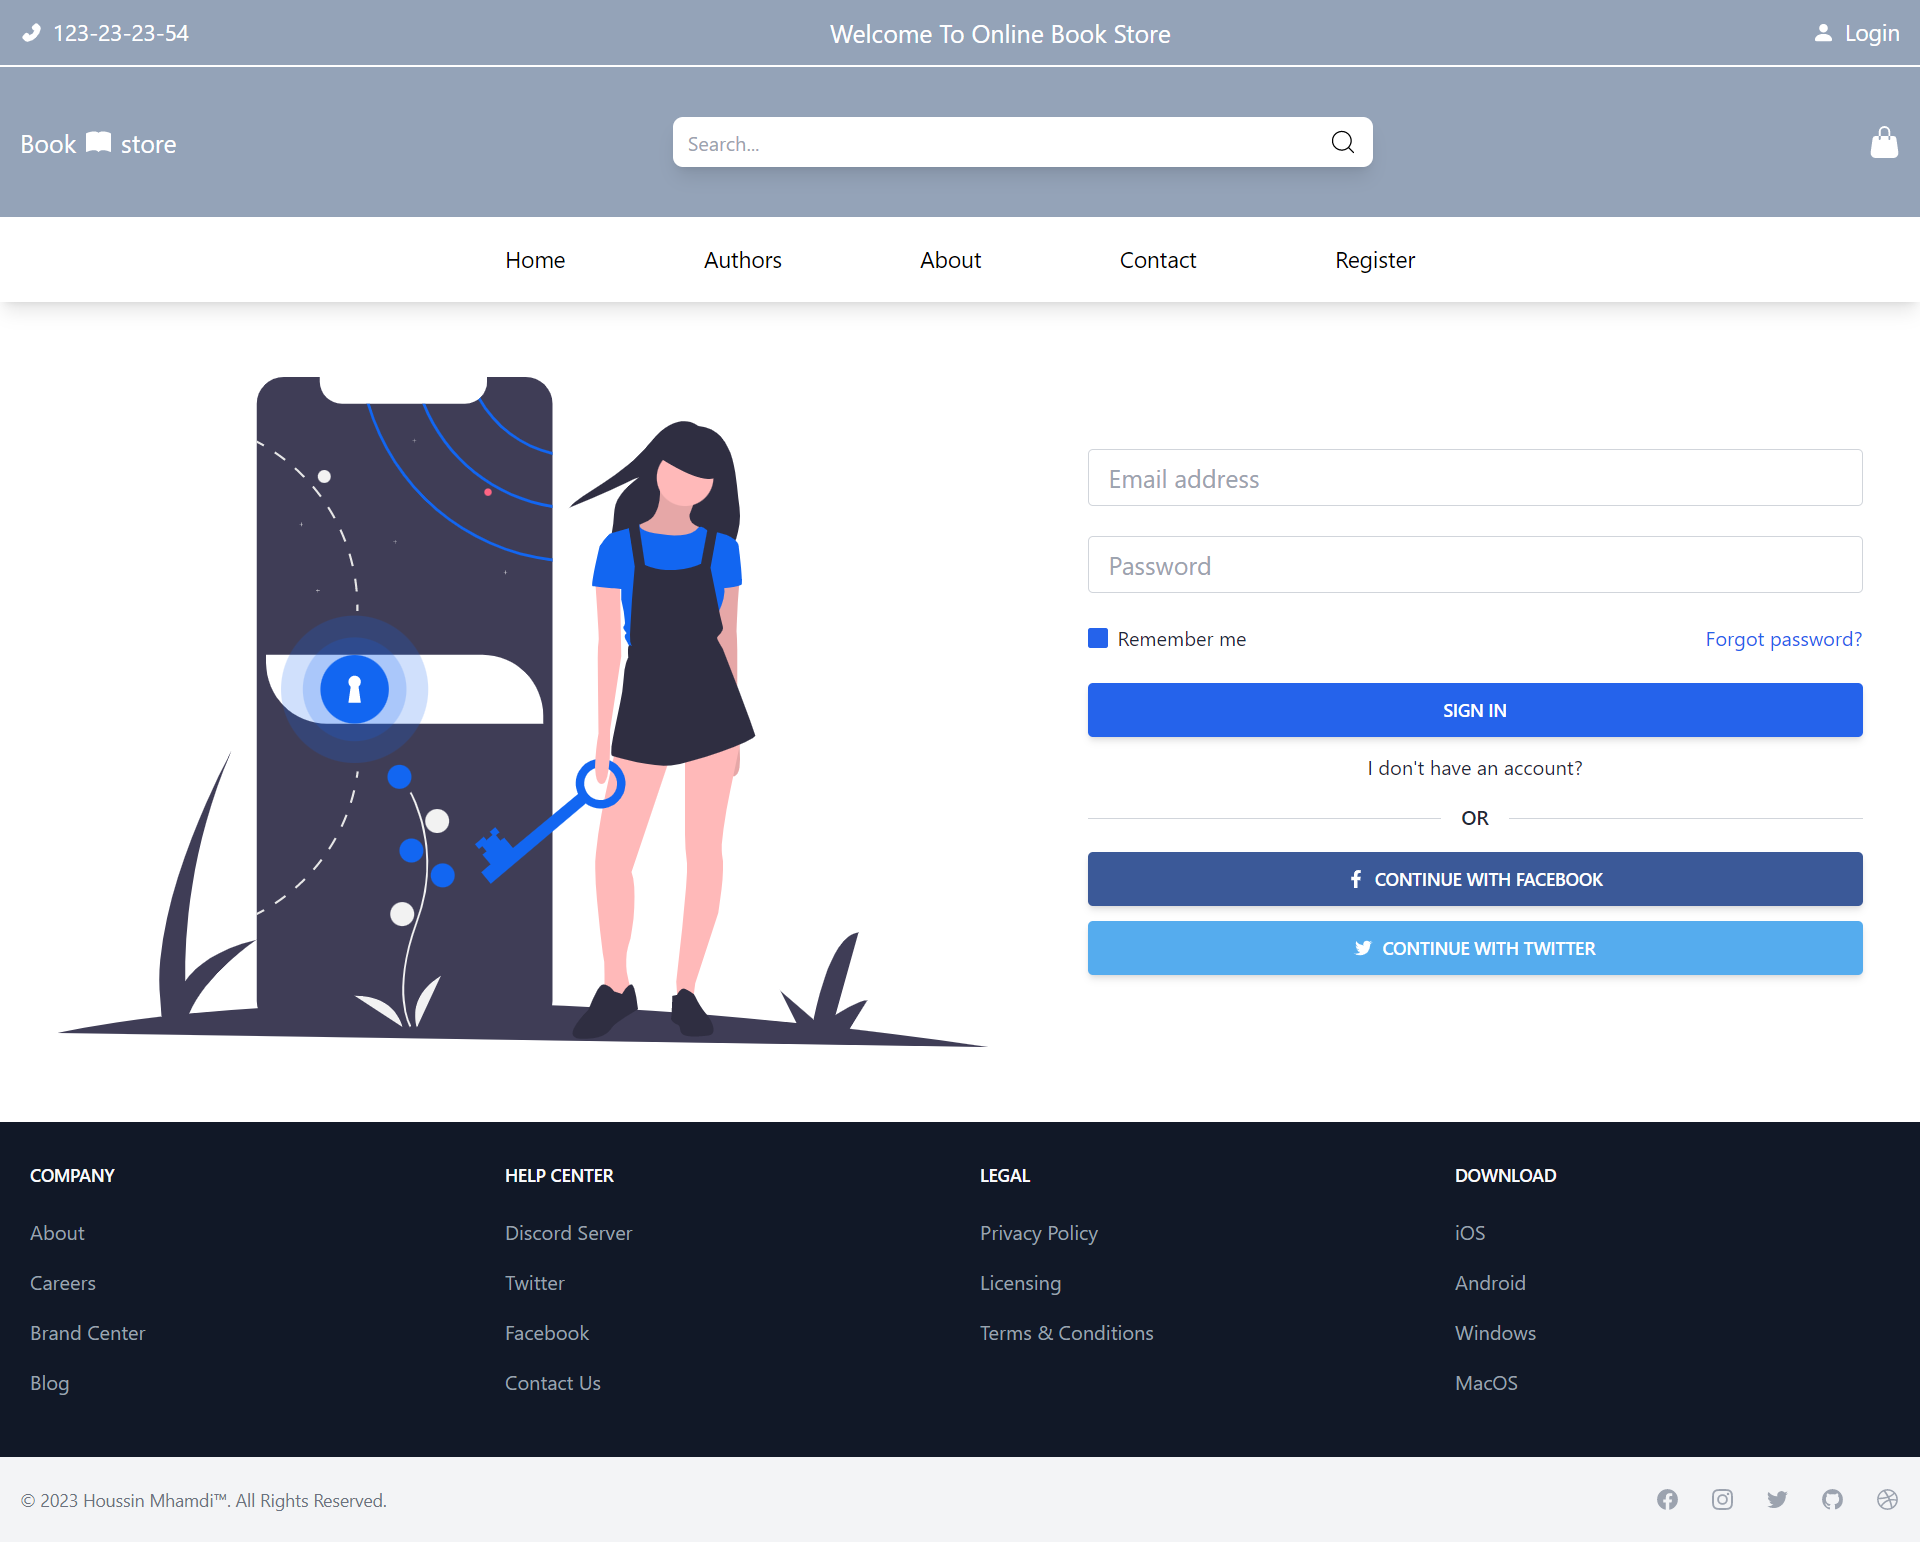 123-23-23-54
Welcome To Online Book Store
Login
Book store
Search...
Home
Authors
About
Contact
Register
Email address
Password
Remember me
Forgot password?
SIGN IN
I don't have an account?
OR
CONTINUE WITH FACEBOOK
CONTINUE WITH TWITTER
COMPANY
About
Careers
Brand Center
Blog
HELP CENTER
Discord Server
Twitter
Facebook
Contact Us
LEGAL
Privacy Policy
Licensing
Terms & Conditions
DOWNLOAD
iOS
Android
Windows
MacOS
© 2023 Houssin Mhamdi™. All Rights Reserved.